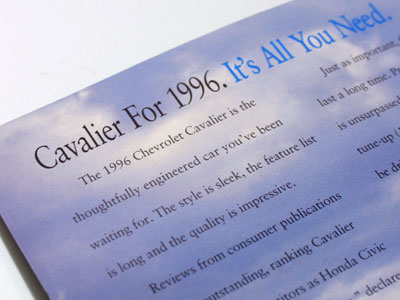 Cavalier For 1996. It's All You Need.
The 1996 Chevrolet Cavalier is the
thoughtfully engineered car you've been
waiting for. The style is sleek, the feature list
is long and the quality is impressive.
Reviews from consumer publications
outstanding, ranking Cavalier
as Honda Civic
declared
Just as important,
last a long time.
is unsurpassed
tune-up
be